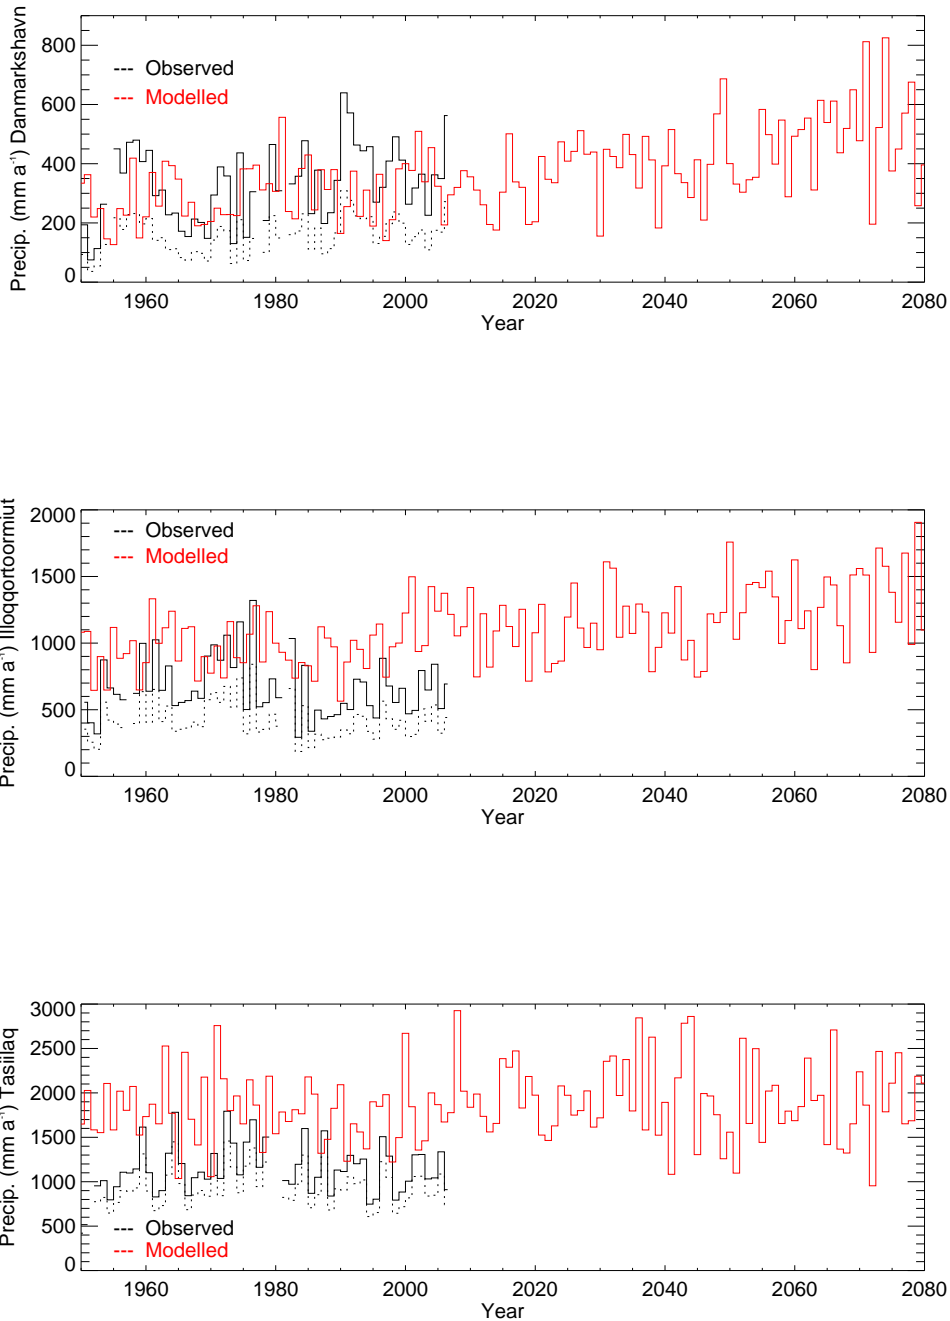 Precip. (mm a⁻¹) Danmarkshavn
800
600
400
200
0
--- Observed
--- Modelled
1960 1980 2000 2020 2040 2060 2080
Year
Precip. (mm a⁻¹) Illoqqortoormiut
2000
1500
1000
500
0
--- Observed
--- Modelled
1960 1980 2000 2020 2040 2060 2080
Year
Precip. (mm a⁻¹) Tasiilaq
3000
2500
2000
1500
1000
500
0
--- Observed
--- Modelled
1960 1980 2000 2020 2040 2060 2080
Year